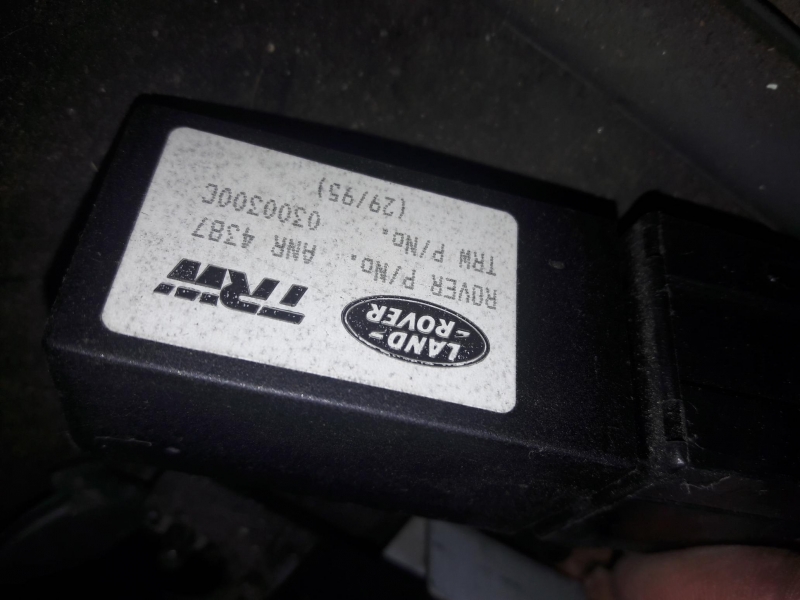 LAND-
-ROVER
TRW
ROVER P/No. ANR 4387
TRW P/No. 0300300C
(29/95)